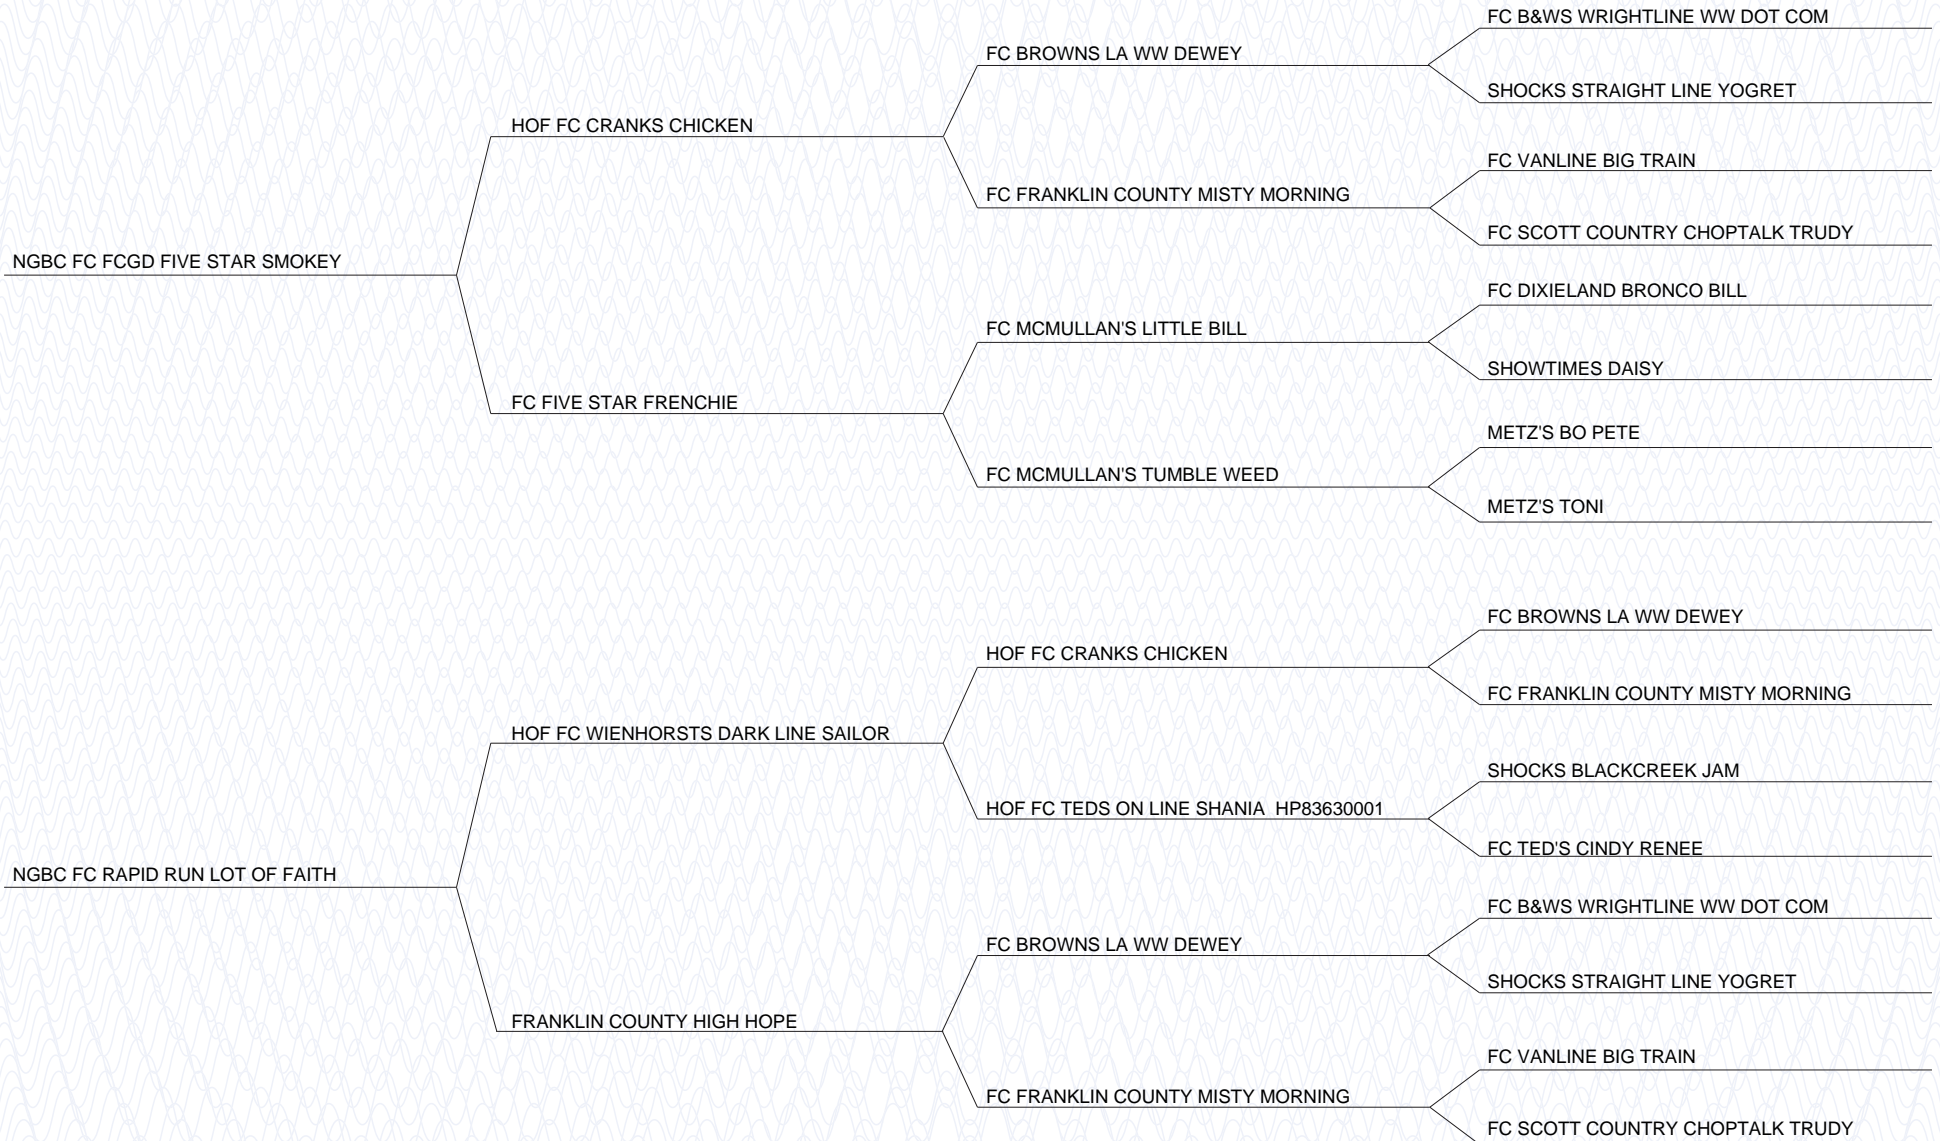 FC B&WS WRIGHTLINE WW DOT COM
FC BROWNS LA WW DEWEY
SHOCKS STRAIGHT LINE YOGRET
HOF FC CRANKS CHICKEN
FC VANLINE BIG TRAIN
FC FRANKLIN COUNTY MISTY MORNING
FC SCOTT COUNTRY CHOPTALK TRUDY
NGBC FC FCGD FIVE STAR SMOKEY
FC DIXIELAND BRONCO BILL
FC MCMULLAN'S LITTLE BILL
SHOWTIMES DAISY
FC FIVE STAR FRENCHIE
METZ'S BO PETE
FC MCMULLAN'S TUMBLE WEED
METZ'S TONI
FC BROWNS LA WW DEWEY
HOF FC CRANKS CHICKEN
FC FRANKLIN COUNTY MISTY MORNING
HOF FC WIENHORSTS DARK LINE SAILOR
SHOCKS BLACKCREEK JAM
HOF FC TEDS ON LINE SHANIA  HP83630001
FC TED'S CINDY RENEE
NGBC FC RAPID RUN LOT OF FAITH
FC B&WS WRIGHTLINE WW DOT COM
FC BROWNS LA WW DEWEY
SHOCKS STRAIGHT LINE YOGRET
FRANKLIN COUNTY HIGH HOPE
FC VANLINE BIG TRAIN
FC FRANKLIN COUNTY MISTY MORNING
FC SCOTT COUNTRY CHOPTALK TRUDY